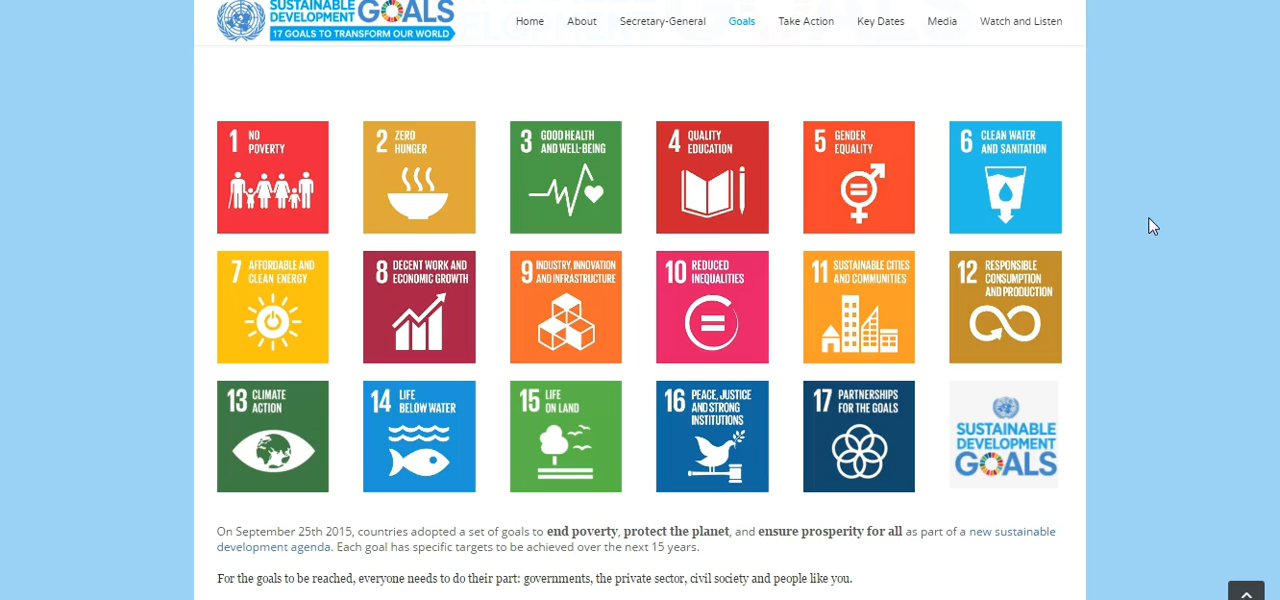 SUSTAINABLE
DEVELOPMENT GOALS
17 GOALS TO TRANSFORM OUR WORLD
Home About Secretary-General Goals Take Action Key Dates Media Watch and Listen
1 NO
POVERTY
2 ZERO
HUNGER
3 GOOD HEALTH
AND WELL-BEING
4 QUALITY
EDUCATION
5 GENDER
EQUALITY
6 CLEAN WATER
AND SANITATION
7 AFFORDABLE AND
CLEAN ENERGY
8 DECENT WORK AND
ECONOMIC GROWTH
9 INDUSTRY, INNOVATION
AND INFRASTRUCTURE
10 REDUCED
INEQUALITIES
11 SUSTAINABLE CITIES
AND COMMUNITIES
12 RESPONSIBLE
CONSUMPTION
AND PRODUCTION
13 CLIMATE
ACTION
14 LIFE
BELOW WATER
15 LIFE
ON LAND
16 PEACE, JUSTICE
AND STRONG
INSTITUTIONS
17 PARTNERSHIPS
FOR THE GOALS
SUSTAINABLE
DEVELOPMENT
GOALS
On September 25th 2015, countries adopted a set of goals to end poverty, protect the planet, and ensure prosperity for all as part of a new sustainable
development agenda. Each goal has specific targets to be achieved over the next 15 years.
For the goals to be reached, everyone needs to do their part: governments, the private sector, civil society and people like you.